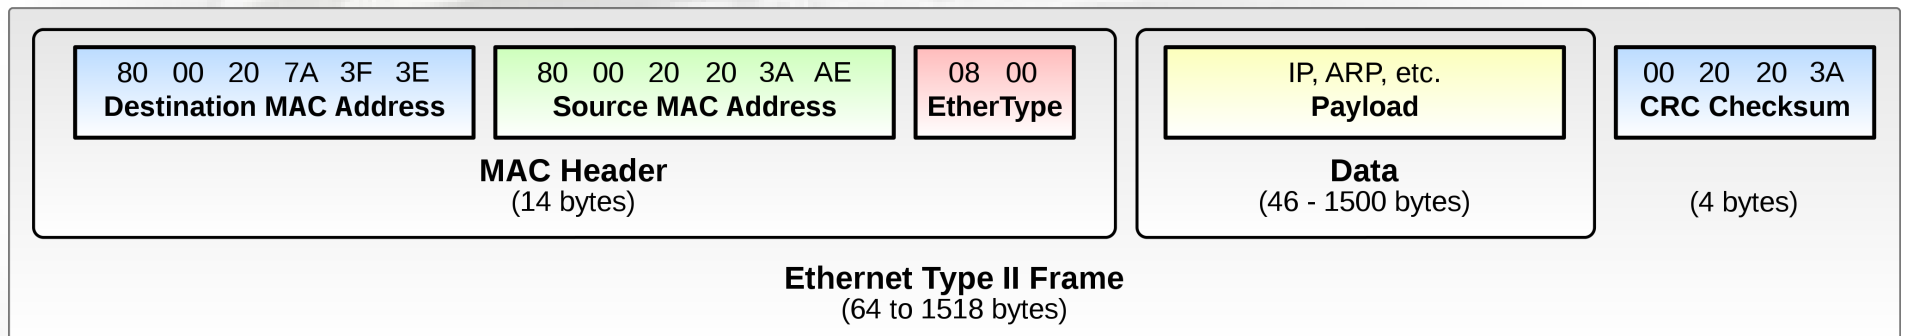 80 00 20 7A 3F 3E
Destination MAC Address
80 00 20 20 3A AE
Source MAC Address
08 00
EtherType
MAC Header
(14 bytes)
IP, ARP, etc.
Payload
Data
(46 - 1500 bytes)
00 20 20 3A
CRC Checksum
(4 bytes)
Ethernet Type II Frame
(64 to 1518 bytes)